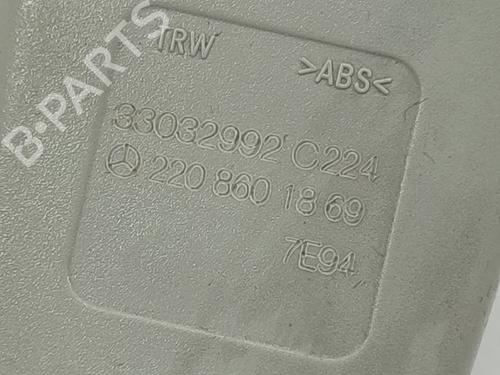 B-PARTS
TRW >ABS<
33032992 C224
220 860 18 69
7E94